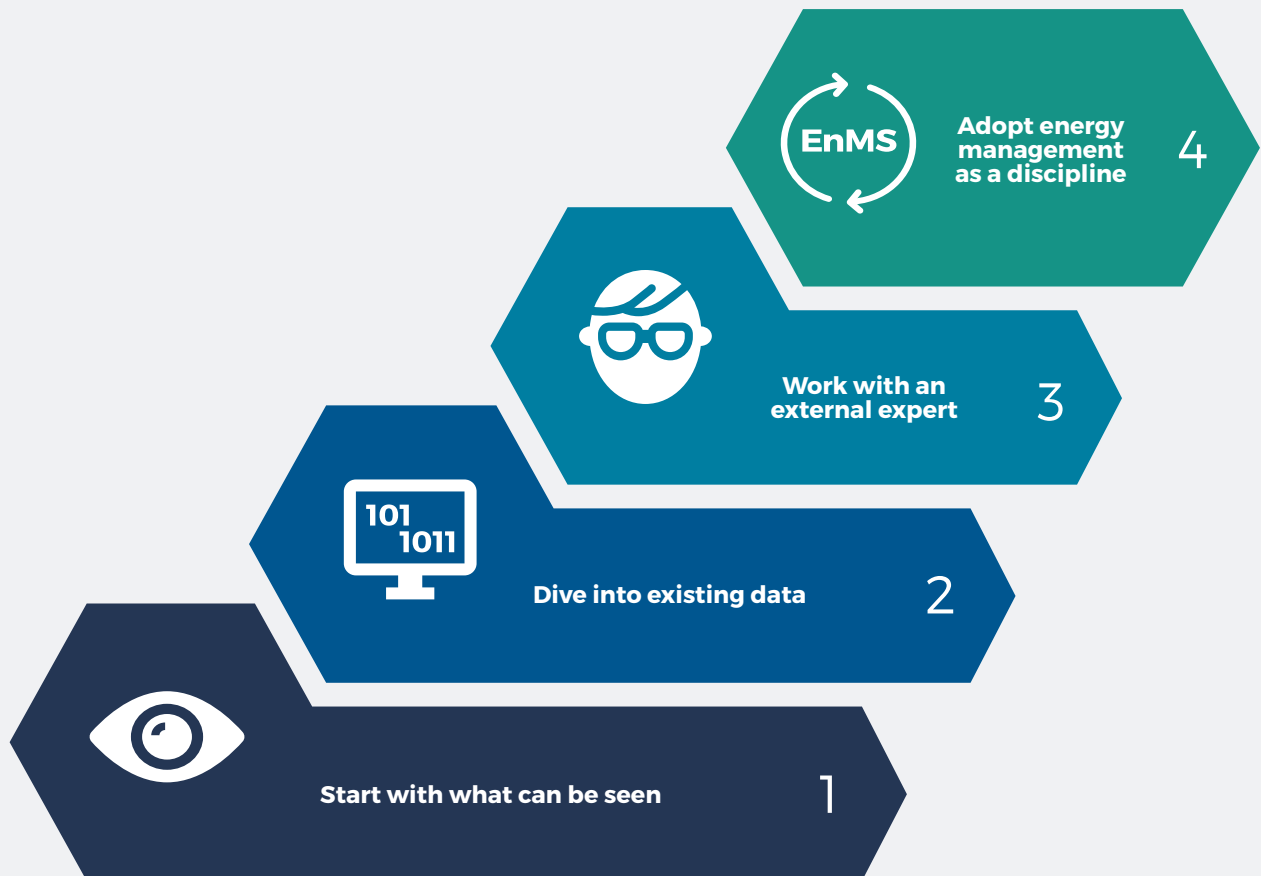 EnMS
Adopt energy
management
as a discipline
4
Work with an
external expert
3
101
1011
Dive into existing data
2
Start with what can be seen
1